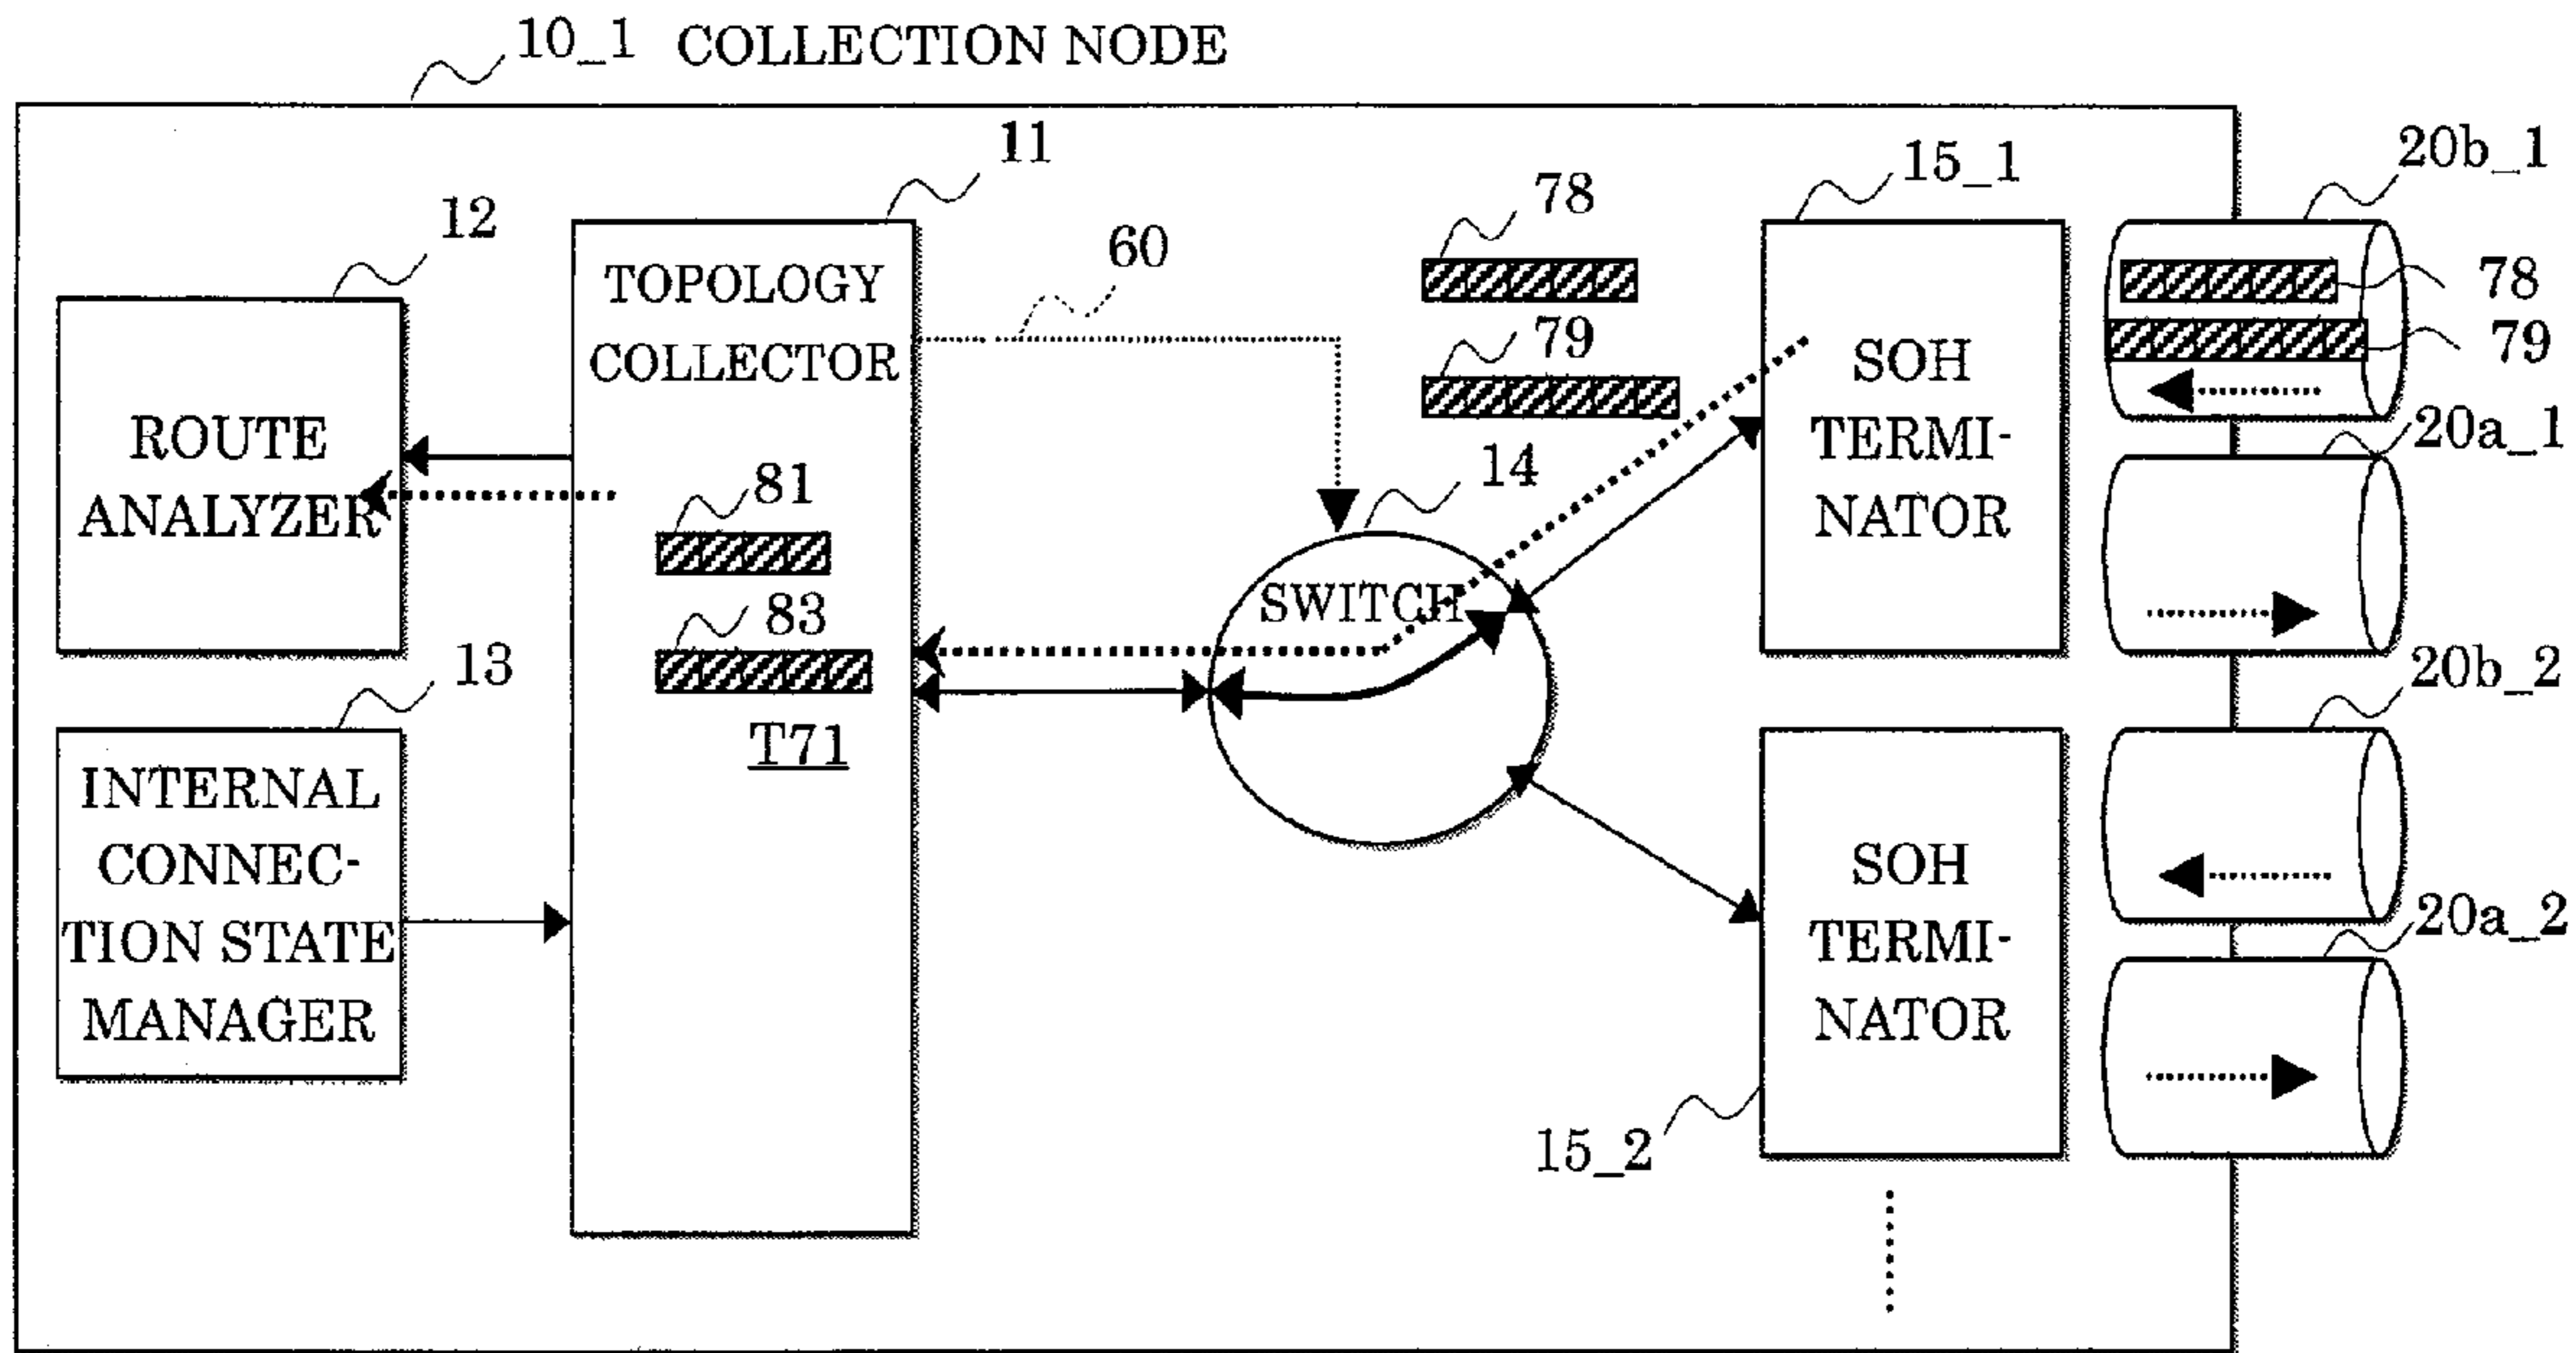 10_1 COLLECTION NODE
11
12
60
78
79
15_1
20b_1
78
79
20a_1
TOPOLOGY
COLLECTOR
ROUTE
ANALYZER
81
83
T71
14
SWITCH
SOH
TERMI-
NATOR
13
INTERNAL
CONNEC-
TION STATE
MANAGER
20b_2
SOH
TERMI-
NATOR
20a_2
15_2